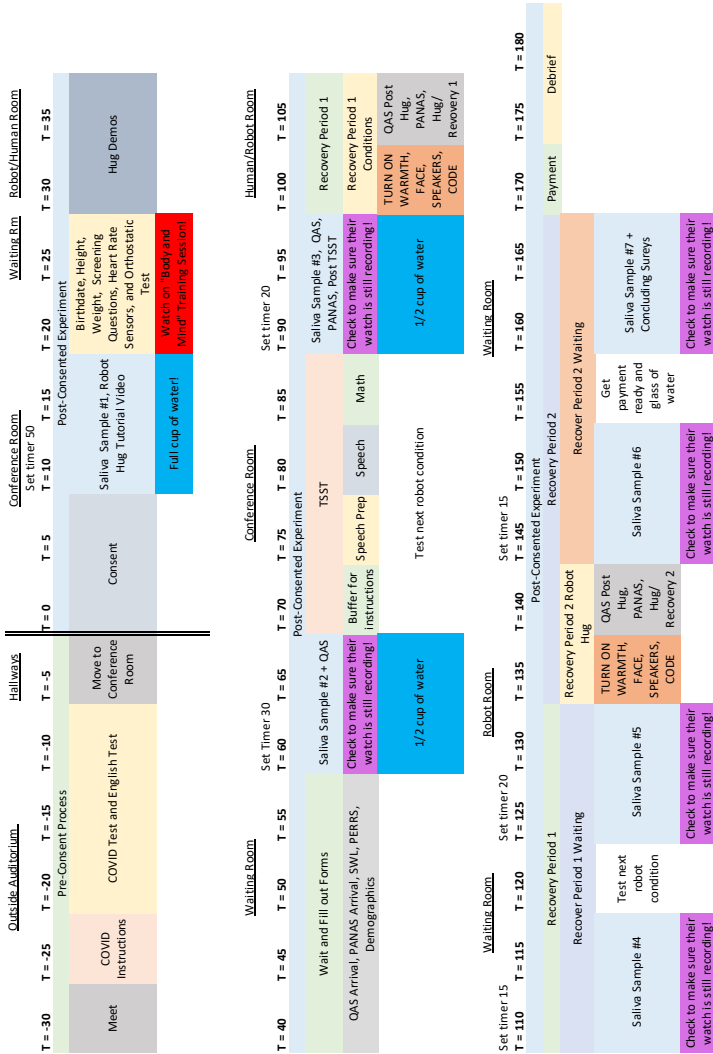 Outside Auditorium
Hallways
Conference Room
Waiting Rm
Robot/Human Room
Set timer 50
T = -30
T = -25
T = -20
T = -15
T = -10
T = -5
T = 0
T = 5
T = 10
T = 15
T = 20
T = 25
T = 30
T = 35
Pre-Consent Process
Post-Consented Experiment
Meet
COVID
Instructions
COVID Test and English Test
Move to
Conference
Room
Consent
Saliva Sample #1, Robot
Hug Tutorial Video
Birthdate, Height,
Weight, Screening
Questions, Heart Rate
Sensors, and Orthostatic
Test
Hug Demos
Full cup of water!
Watch on "Body and
Mind" Training Session!
Waiting Room
Conference Room
Human/Robot Room
Set Timer 30
Set timer 20
T = 40
T = 45
T = 50
T = 55
T = 60
T = 65
T = 70
T = 75
T = 80
T = 85
T = 90
T = 95
T = 100
T = 105
Post-Consented Experiment
Wait and Fill out Forms
Saliva Sample #2 + QAS
TSST
Saliva Sample #3, QAS,
PANAS, Post TSST
Recovery Period 1
QAS Arrival, PANAS Arrival, SWL, PERRS,
Demographics
Check to make sure their
watch is still recording!
Buffer for
instructions
Speech Prep
Speech
Math
Check to make sure their
watch is still recording!
Recovery Period 1
Conditions
1/2 cup of water
Test next robot condition
1/2 cup of water
TURN ON
WARMTH,
FACE,
SPEAKERS,
CODE
QAS Post
Hug,
PANAS,
Hug/
Revovery 1
Waiting Room
Robot Room
Waiting Room
Set timer 15
Set timer 20
Set timer 15
T = 110
T = 115
T = 120
T = 125
T = 130
T = 135
T = 140
T = 145
T = 150
T = 155
T = 160
T = 165
T = 170
T = 175
T = 180
Post-Consented Experiment
Recovery Period 1
Recovery Period 2
Payment
Debrief
Recover Period 1 Waiting
Recovery Period 2 Robot
Hug
Recover Period 2 Waiting
Saliva Sample #4
Test next
robot
condition
Saliva Sample #5
TURN ON
WARMTH,
FACE,
SPEAKERS,
CODE
QAS Post
Hug,
PANAS,
Hug/
Recovery 2
Saliva Sample #6
Get
payment
ready and
glass of
water
Saliva Sample #7 +
Concluding Sureys
Check to make sure their
watch is still recording!
Check to make sure their
watch is still recording!
Check to make sure their
watch is still recording!
Check to make sure their
watch is still recording!